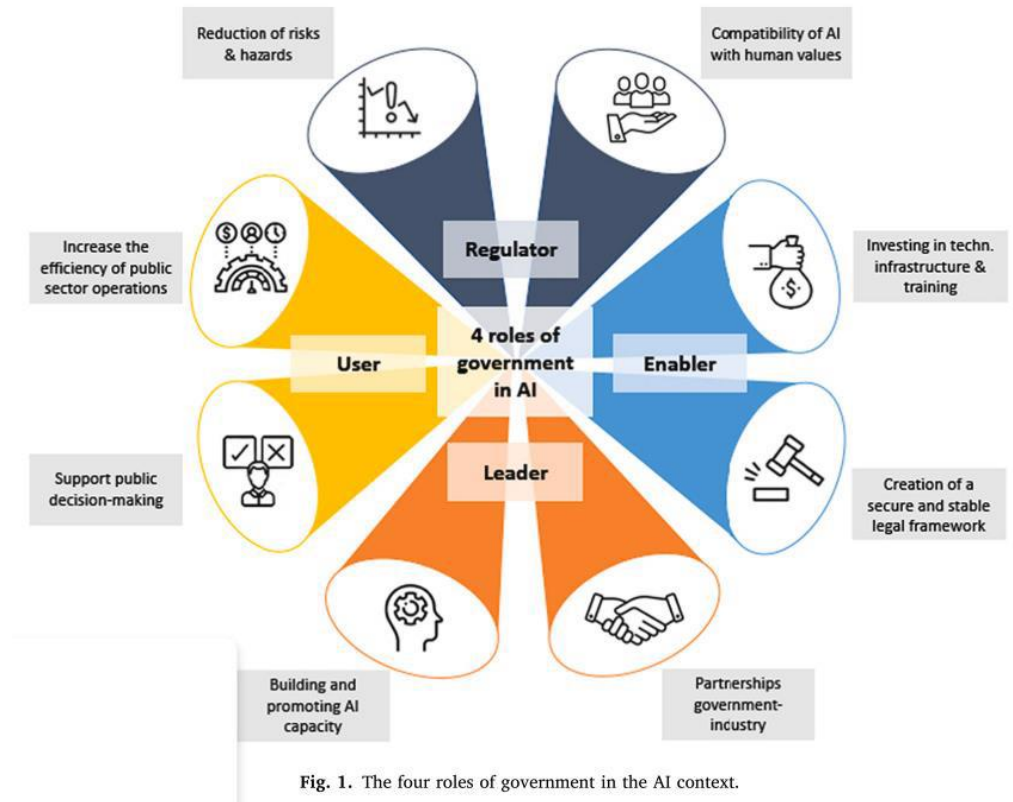 Reduction of risks
& hazards
Compatibility of AI
with human values
Regulator
Increase the
efficiency of public
sector operations
Investing in techn.
infrastructure &
training
User
4 roles of
government
in AI
Enabler
Support public
decision-making
Leader
Creation of a
secure and stable
legal framework
Building and
promoting AI
capacity
Partnerships
government-
industry
Fig. 1. The four roles of government in the AI context.